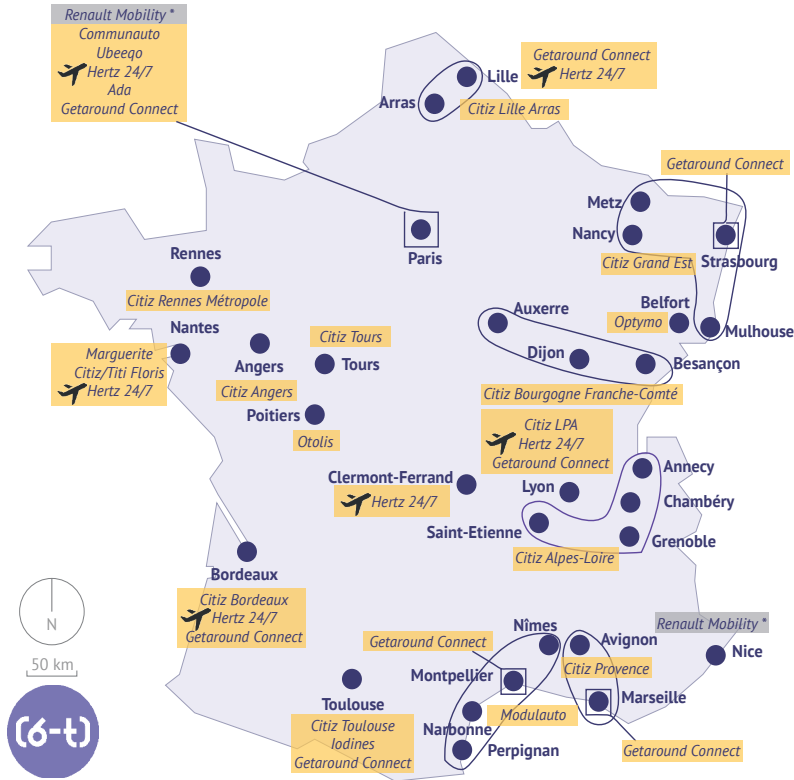 Renault Mobility *
Communauto
Ubeeqo
Hertz 24/7
Ada
Getaround Connect
Getaround Connect
Hertz 24/7
Lille
Arras
Citiz Lille Arras
Getaround Connect
Metz
Nancy
Citiz Grand Est
Strasbourg
Paris
Rennes
Citiz Rennes Métropole
Belfort
Optymo
Mulhouse
Auxerre
Dijon
Besançon
Citiz Bourgogne Franche-Comté
Nantes
Marguerite
Citiz/Titi Floris
Hertz 24/7
Angers
Citiz Angers
Citiz Tours
Tours
Poitiers
Otolis
Citiz LPA
Hertz 24/7
Getaround Connect
Clermont-Ferrand
Hertz 24/7
Lyon
Annecy
Chambéry
Saint-Etienne
Grenoble
Citiz Alpes-Loire
Bordeaux
Citiz Bordeaux
Hertz 24/7
Getaround Connect
N
50 km
(6-t)
Renault Mobility *
Nice
Nîmes
Avignon
Getaround Connect
Citiz Provence
Montpellier
Marseille
Toulouse
Citiz Toulouse
Iodines
Getaround Connect
Modulauto
Narbonne
Perpignan
Getaround Connect